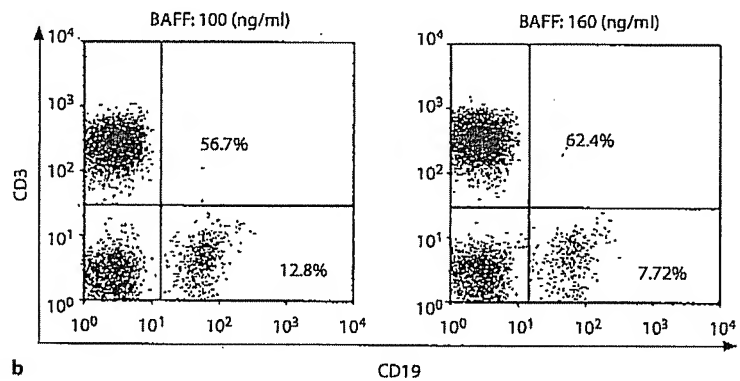 BAFF: 100 (ng/ml)
BAFF: 160 (ng/ml)
10⁴
10³
10²
10¹
10⁰
CD3
56.7%
12.8%
10⁰ 10¹ 10² 10³ 10⁴
10⁴
10³
10²
10¹
10⁰
62.4%
7.72%
10⁰ 10¹ 10² 10³ 10⁴
b
CD19